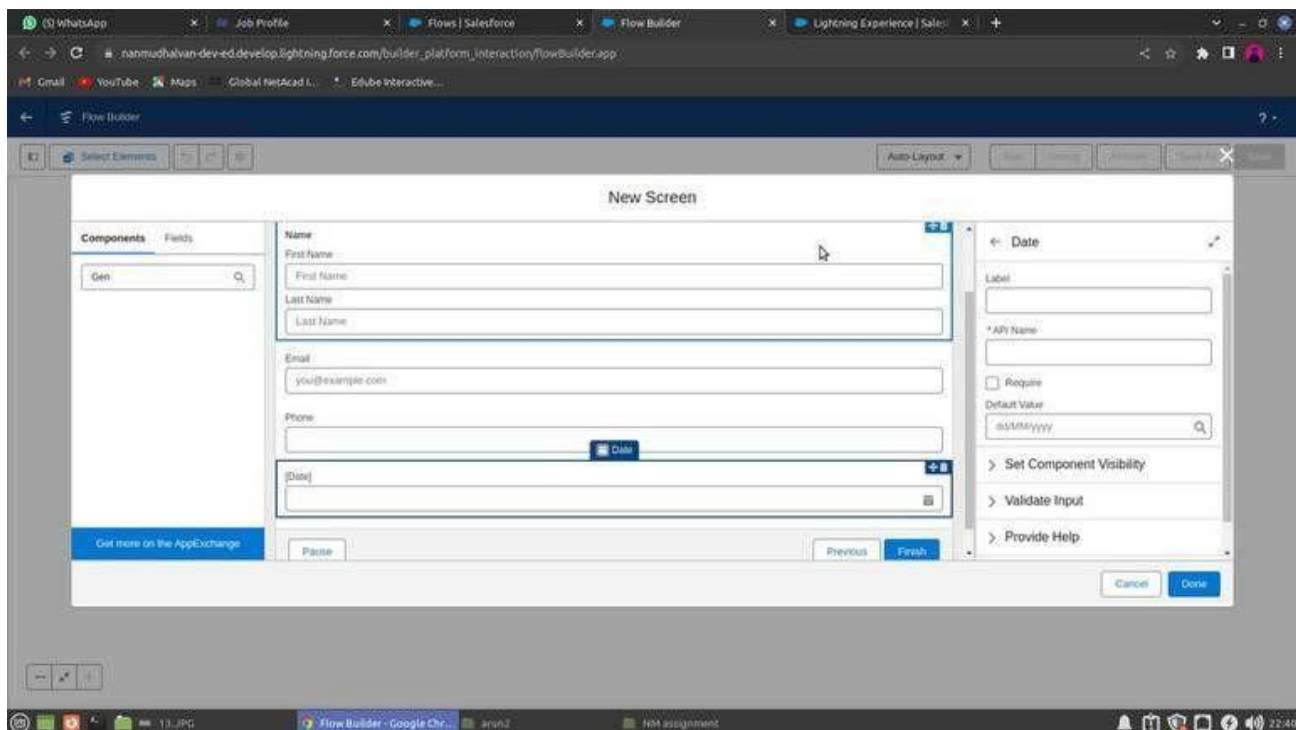 (5) WhatsApp
Job Profile
Flows | Salesforce
Flow Builder
Lightning Experience | Sales
nanmudhalvan-dev-ed.develop.lightning.force.com/builder_platform_interaction/flowBuilder.app
Gmail YouTube Maps Global NetAcad L... Edube Interactive...
Flow Builder
?
Select Elements
Auto-Layout
New Screen
Components Fields
Gen
Get more on the AppExchange
Name
First Name
First Name
Last Name
Last Name
Email
you@example.com
Phone
Date
[Date]
Pause
Previous
Finish
Date
Label
* API Name
Require
Default Value
dd/MM/yyyy
Set Component Visibility
Validate Input
Provide Help
Cancel
Done
13.JPG
Flow Builder - Google Chr...
arun2
NM assignment
22:40